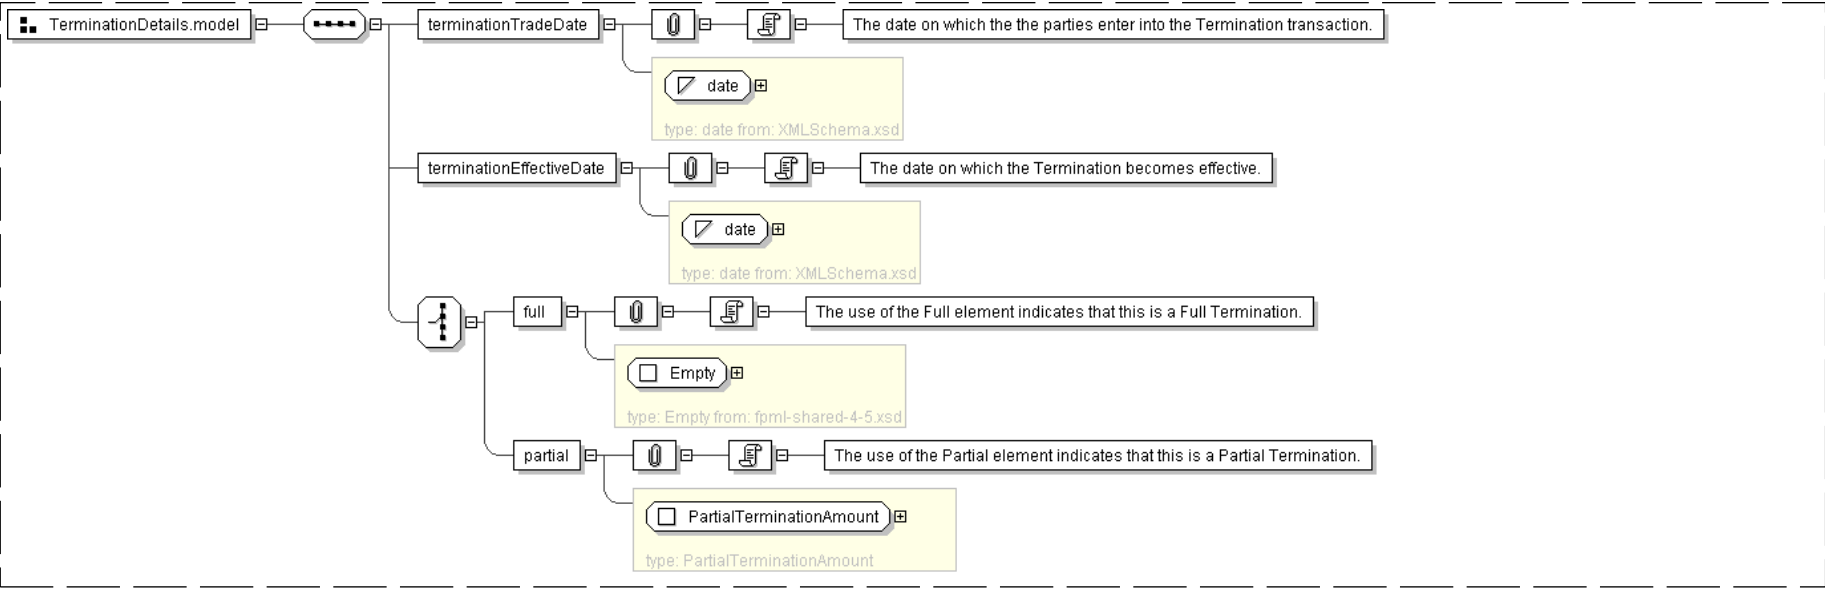 TerminationDetails.model
terminationTradeDate
The date on which the the parties enter into the Termination transaction.
date
type: date from: XMLSchema.xsd
terminationEffectiveDate
The date on which the Termination becomes effective.
date
type: date from: XMLSchema.xsd
full
The use of the Full element indicates that this is a Full Termination.
Empty
type: Empty from: fpml-shared-4-5.xsd
partial
The use of the Partial element indicates that this is a Partial Termination.
PartialTerminationAmount
type: PartialTerminationAmount